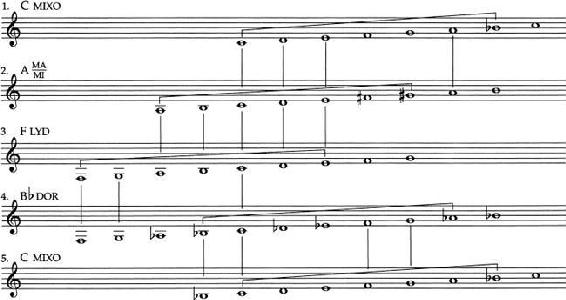 1. C MIXO
2. A MA
MI
3 F LYD
4. B♭ DOR
5. C MIXO